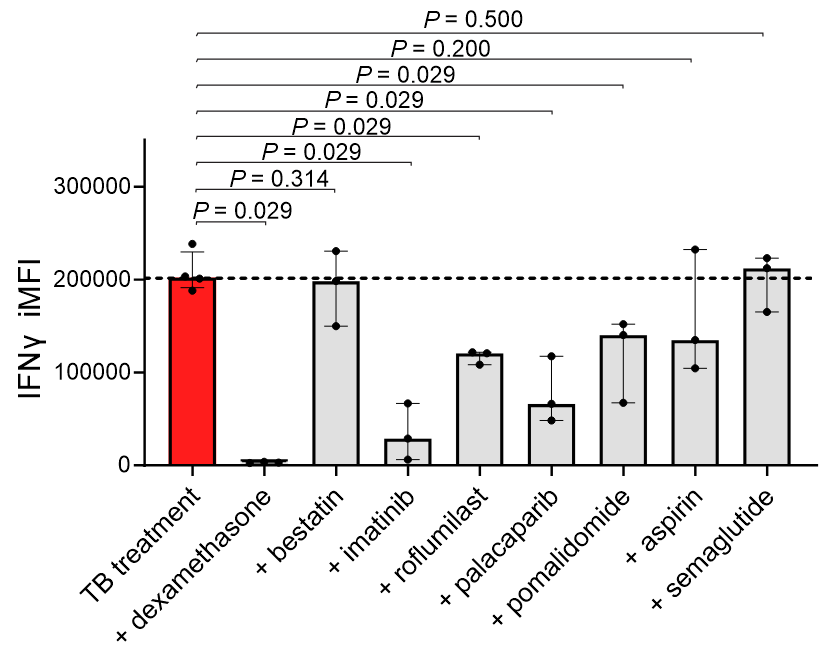 P = 0.500
P = 0.200
P = 0.029
P = 0.029
P = 0.029
P = 0.029
P = 0.314
P = 0.029
IFNγ iMFI
300000
200000
100000
0
TB treatment
+ dexamethasone
+ bestatin
+ imatinib
+ roflumilast
+ palacaparib
+ pomalidomide
+ aspirin
+ semaglutide